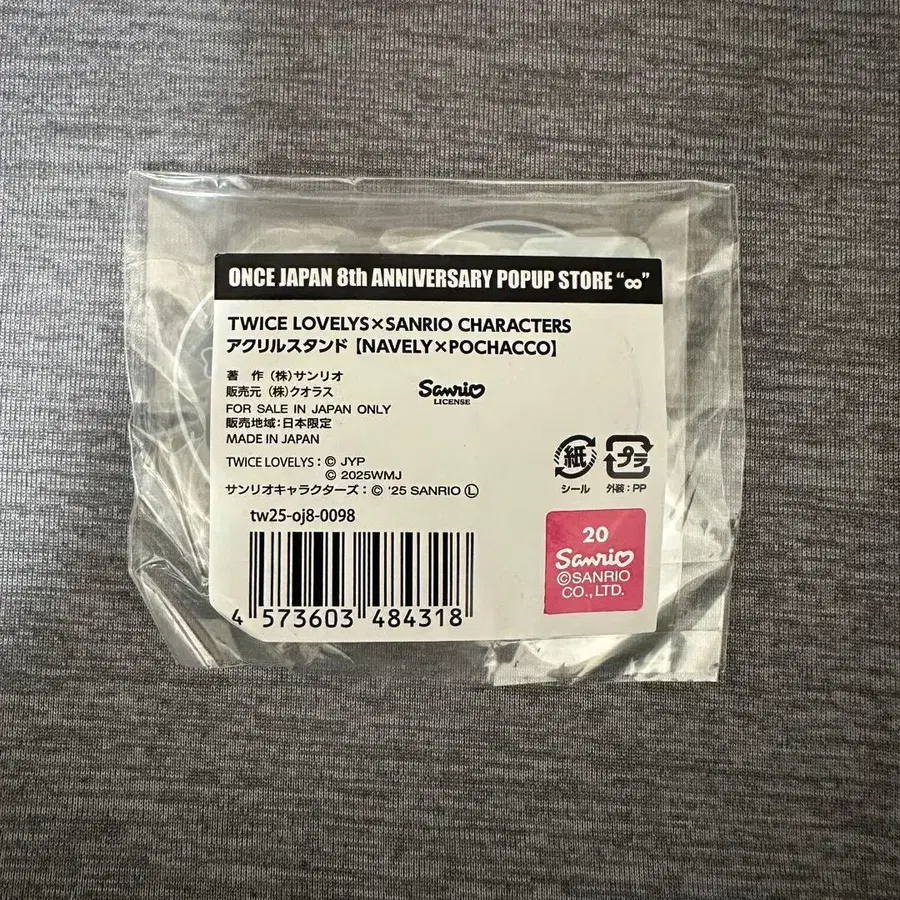 ONCE JAPAN 8th ANNIVERSARY POPUP STORE “∞”
TWICE LOVELYS×SANRIO CHARACTERS
アクリルスタンド【NAVELY×POCHACCO】
著　作 (株)サンリオ
販売元 (株)クオラス
FOR SALE IN JAPAN ONLY
販売地域:日本限定
MADE IN JAPAN
Sanrio
LICENSE
TWICE LOVELYS:© JYP
© 2025WMJ
サンリオキャラクターズ:© '25 SANRIO Ⓛ
紙
シール
プラ
外装:PP
tw25-oj8-0098
4 573603 484318
20
Sanrio
©SANRIO
CO.,LTD.